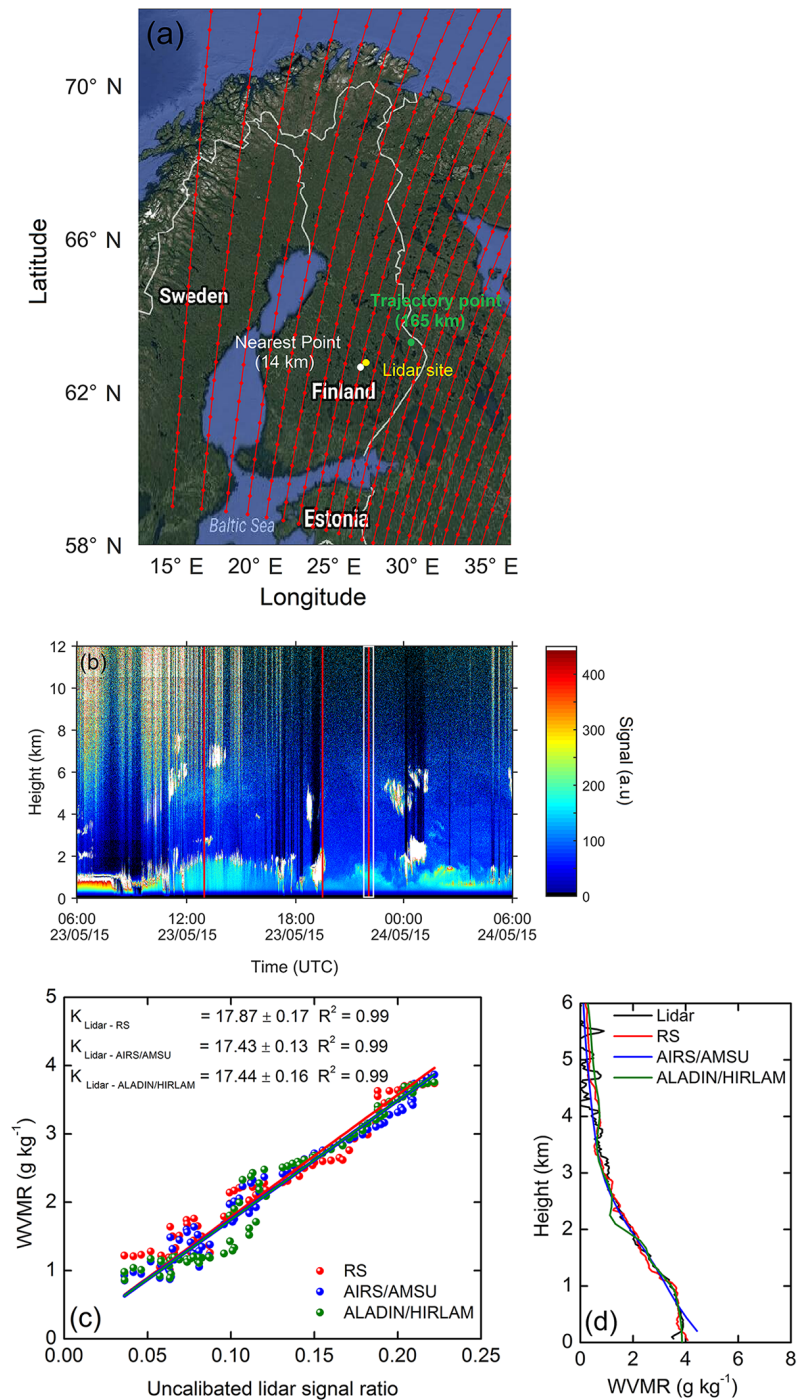 (a)
70° N
66° N
62° N
58° N
Latitude
Sweden
Trajectory point
(165 km)
Nearest Point
(14 km)
Lidar site
Finland
Baltic Sea
Estonia
15° E 20° E 25° E 30° E 35° E
Longitude
(b)
12
10
8
6
4
2
0
Height (km)
06:00 12:00 18:00 00:00 06:00
23/05/15 23/05/15 23/05/15 24/05/15 24/05/15
Time (UTC)
400
300
200
100
0
Signal (a.u)
5
4
3
2
1
0
WVMR (g kg-1)
K Lidar - RS = 17.87 ± 0.17 R2 = 0.99
K Lidar - AIRS/AMSU = 17.43 ± 0.13 R2 = 0.99
K Lidar - ALADIN/HIRLAM = 17.44 ± 0.16 R2 = 0.99
RS
AIRS/AMSU
ALADIN/HIRLAM
(c)
0.00 0.05 0.10 0.15 0.20 0.25
Uncalibated lidar signal ratio
6
5
4
3
2
1
0
Height (km)
Lidar
RS
AIRS/AMSU
ALADIN/HIRLAM
(d)
0 2 4 6 8
WVMR (g kg-1)